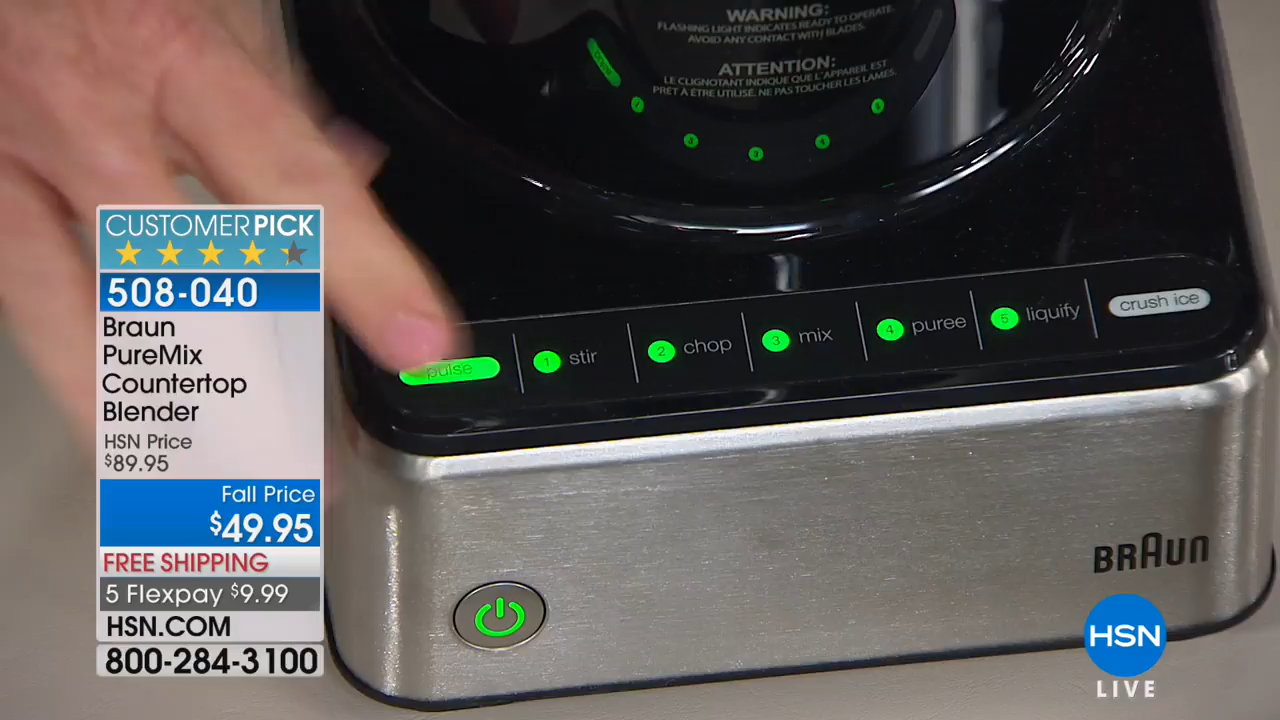 WARNING:
FLASHING LIGHT INDICATES READY TO OPERATE.
AVOID ANY CONTACT WITH BLADES.
ATTENTION:
LE CLIGNOTANT INDIQUE QUE L'APPAREIL EST
PRÊT À ÊTRE UTILISÉ. NE PAS TOUCHER LES LAMES.
pulse
1 stir
2 chop
3 mix
4 puree
5 liquify
crush ice
BRAUN
CUSTOMER PICK
508-040
Braun
PureMix
Countertop
Blender
HSN Price
$89.95
Fall Price
$49.95
FREE SHIPPING
5 Flexpay $9.99
HSN.COM
800-284-3100
HSN
LIVE